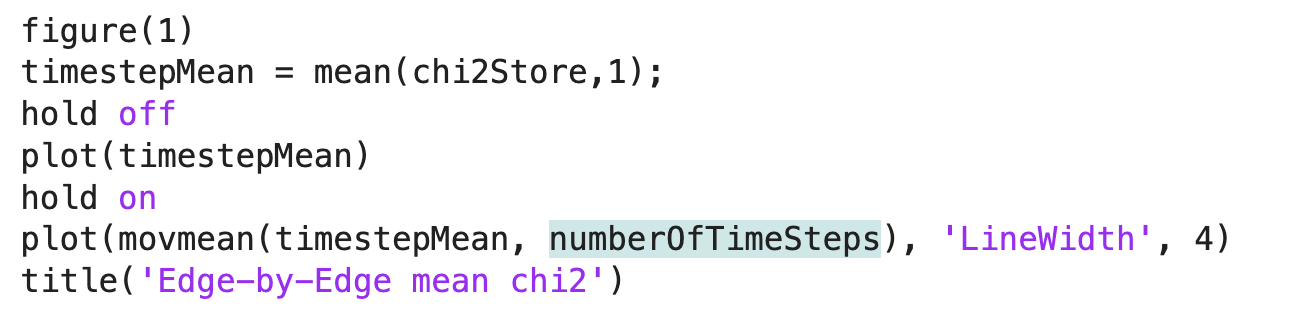 figure(1)
timestepMean = mean(chi2Store,1);
hold off
plot(timestepMean)
hold on
plot(movmean(timestepMean, numberOfTimeSteps), 'LineWidth', 4)
title('Edge-by-Edge mean chi2')